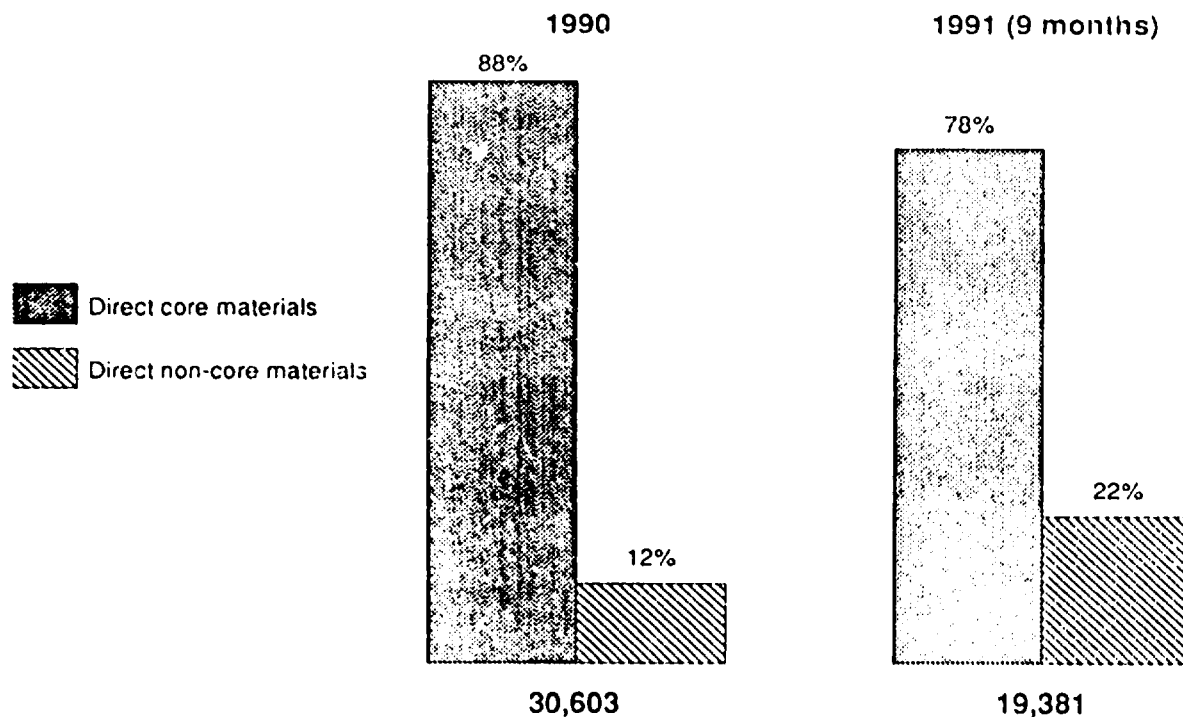 1990
1991 (9 months)
88%
78%
Direct core materials
Direct non-core materials
22%
12%
30,603
19,381